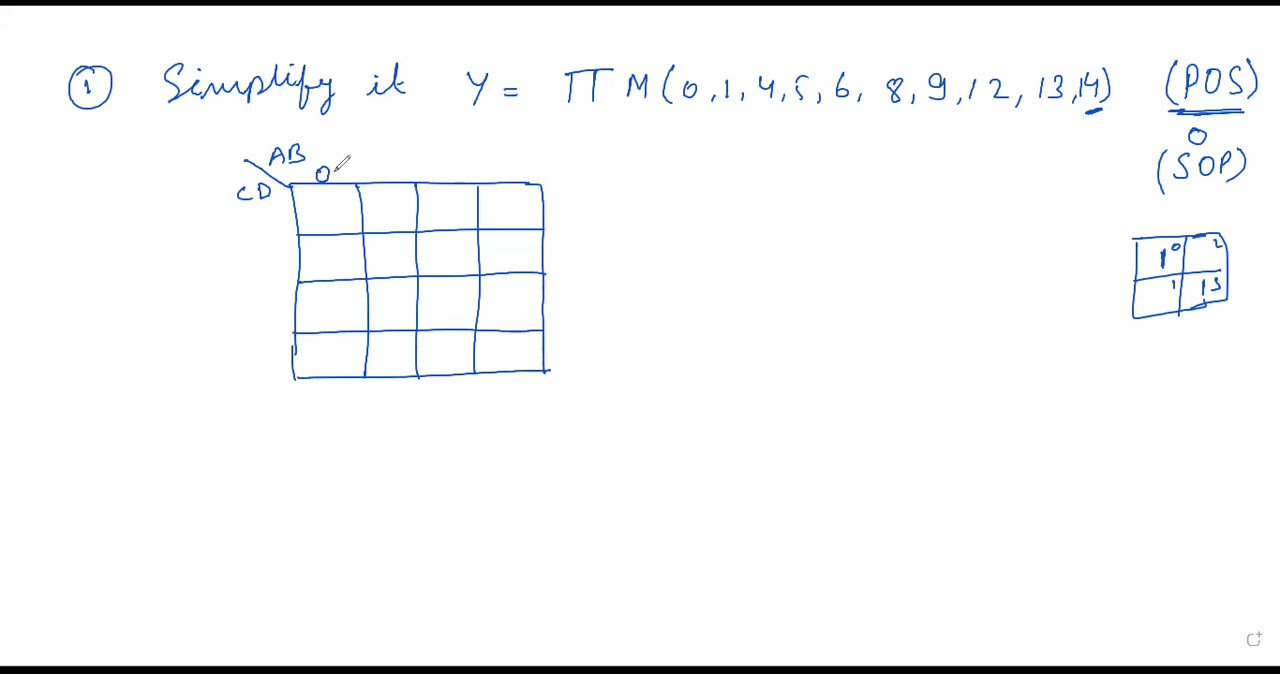 ① Simplify it Y = ΠM(0,1,4,5,6,8,9,12,13,14) (POS)
0
(SOP)
AB
CD
0
1 0 2
1 1 3